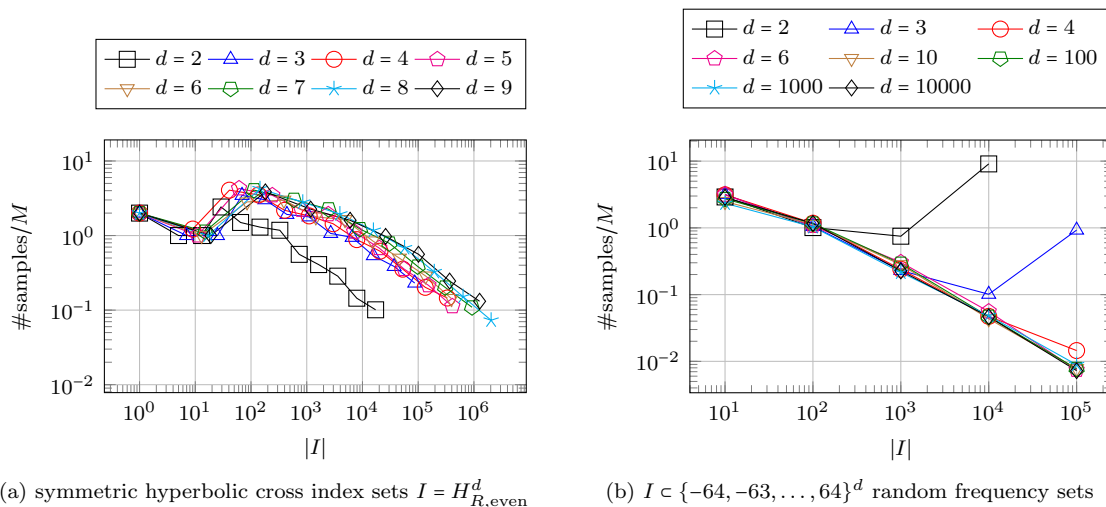 d = 2 d = 3 d = 4 d = 5
d = 6 d = 7 d = 8 d = 9
10^1
10^0
10^{-1}
10^{-2}
#samples/M
10^0 10^1 10^2 10^3 10^4 10^5 10^6
|I|
(a) symmetric hyperbolic cross index sets I = H^d_{R,even}
d = 2 d = 3 d = 4
d = 6 d = 10 d = 100
d = 1000 d = 10000
10^1
10^0
10^{-1}
10^{-2}
#samples/M
10^1 10^2 10^3 10^4 10^5
|I|
(b) I ⊂ {−64, −63, . . . , 64}^d random frequency sets